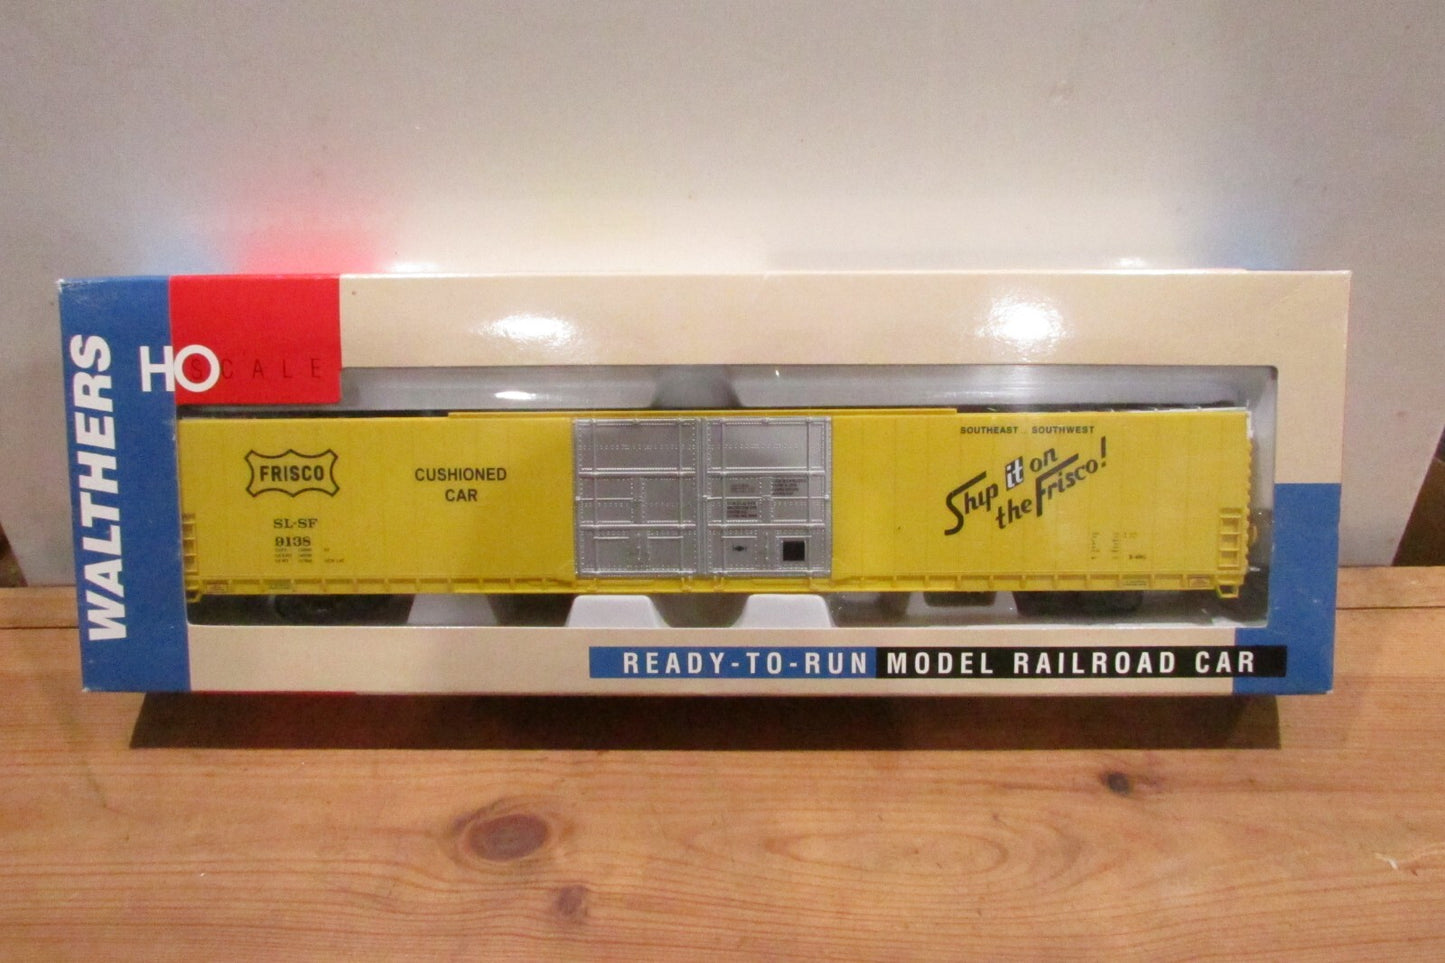 WALTHERS
HO SCALE
FRISCO
CUSHIONED
CAR
SL-SF
9138
SOUTHEAST SOUTHWEST
Ship it on
the Frisco!
READY-TO-RUN MODEL RAILROAD CAR